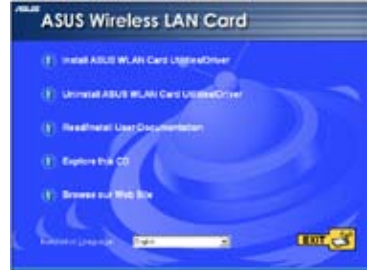 ASUS
ASUS Wireless LAN Card
Install ASUS WLAN Card Utilities/Driver
Uninstall ASUS WLAN Card Utilities/Driver
Read/Install User Documentation
Explore this CD
Browse our Web Site
Installation Language:
English
EXIT